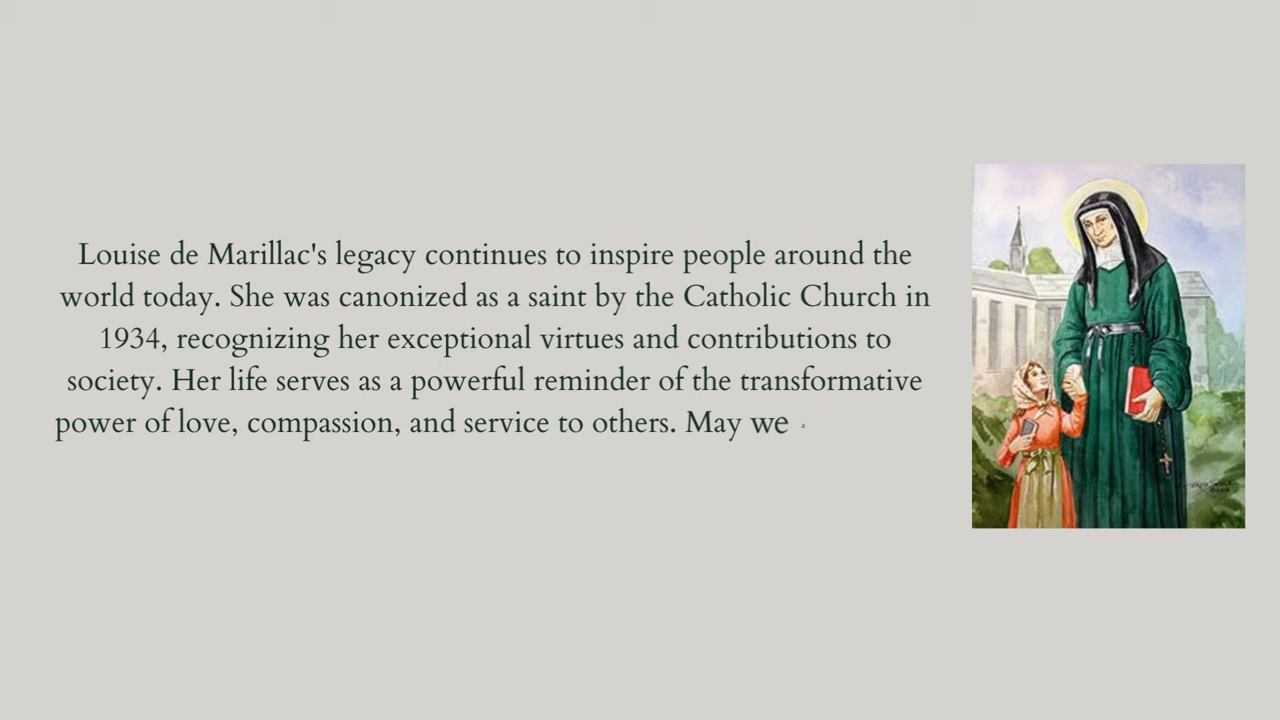 Louise de Marillac's legacy continues to inspire people around the
world today. She was canonized as a saint by the Catholic Church in
1934, recognizing her exceptional virtues and contributions to
society. Her life serves as a powerful reminder of the transformative
power of love, compassion, and service to others. May we